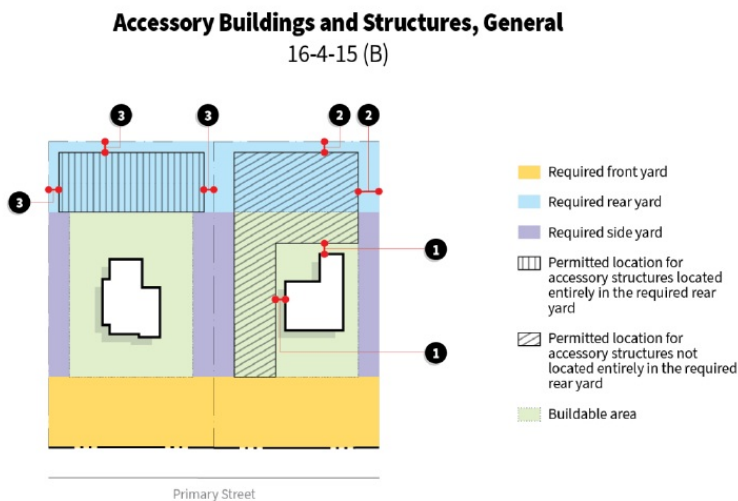 Accessory Buildings and Structures, General
16-4-15 (B)
3
3
2
2
3
1
1
Required front yard
Required rear yard
Required side yard
Permitted location for
accessory structures located
entirely in the required rear
yard
Permitted location for
accessory structures not
located entirely in the required
rear yard
Buildable area
Primary Street